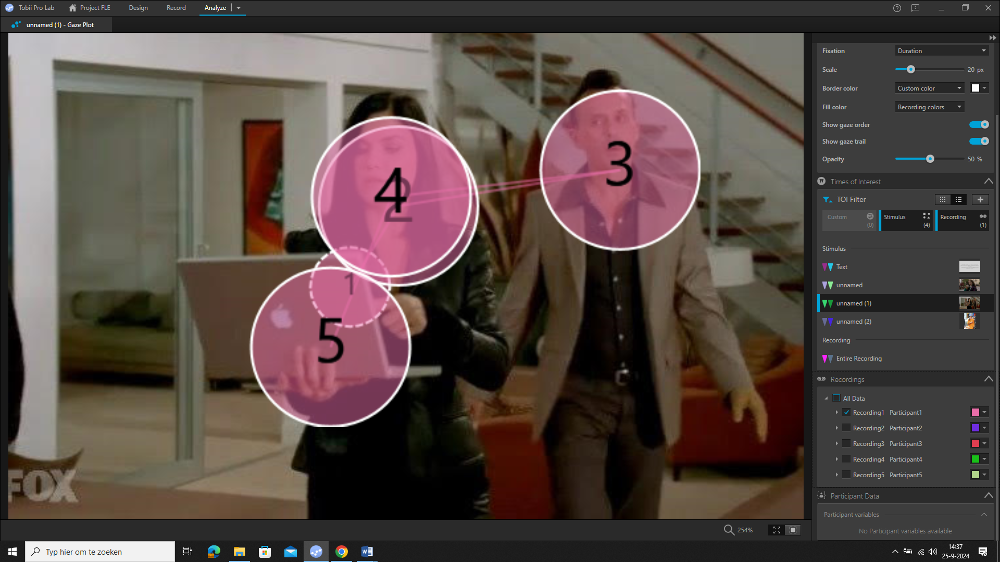 Tobii Pro Lab Project FLE Design Record Analyze
unnamed (1) - Gaze Plot
Fixation Duration
Scale 20 px
Border color Custom color
Fill color Recording colors
Show gaze order
Show gaze trail
Opacity 50 %
Times of Interest
TOI Filter
Custom (0) Stimulus (4) Recording (1)
Stimulus
Text
unnamed
unnamed (1)
unnamed (2)
Recording
Entire Recording
Recordings
All Data
Recording1 Participant1
Recording2 Participant2
Recording3 Participant3
Recording4 Participant4
Recording5 Participant5
Participant Data
Participant variables
No Participant variables available
3
4
2
1
5
FOX
254%
Typ hier om te zoeken
14:37
25-9-2024